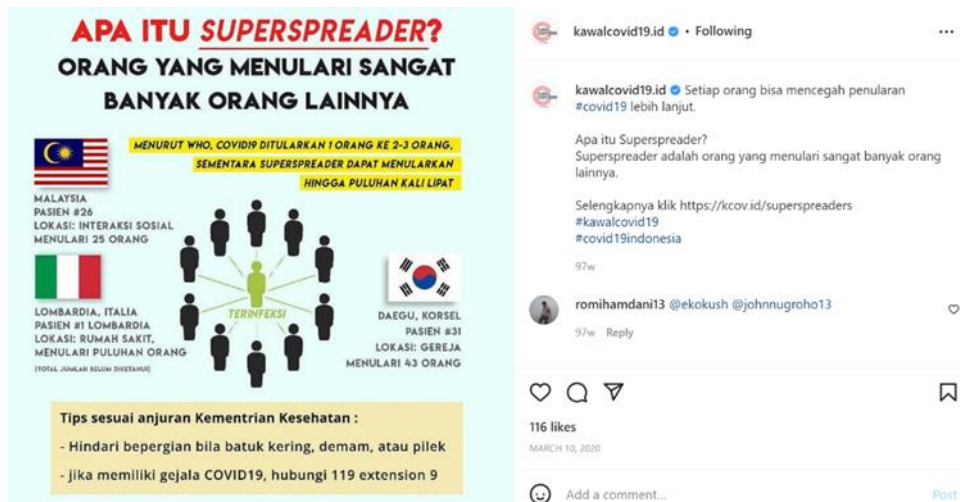 APA ITU SUPERSPREADER?
ORANG YANG MENULARI SANGAT
BANYAK ORANG LAINNYA
MENURUT WHO, COVID19 DITULARKAN 1 ORANG KE 2-3 ORANG,
SEMENTARA SUPERSPREADER DAPAT MENULARKAN
HINGGA PULUHAN KALI LIPAT
MALAYSIA
PASIEN #26
LOKASI: INTERAKSI SOSIAL
MENULARI 25 ORANG
LOMBARDIA, ITALIA
PASIEN #1 LOMBARDIA
LOKASI: RUMAH SAKIT,
MENULARI PULUHAN ORANG
(TOTAL JUMLAH BELUM DIKETAHUI)
TERINFEKSI
DAEGU, KORSEL
PASIEN #31
LOKASI: GEREJA
MENULARI 43 ORANG
Tips sesuai anjuran Kementrian Kesehatan :
- Hindari bepergian bila batuk kering, demam, atau pilek
- jika memiliki gejala COVID19, hubungi 119 extension 9
kawalcovid19.id • Following
kawalcovid19.id Setiap orang bisa mencegah penularan
#covid19 lebih lanjut.
Apa itu Superspreader?
Superspreader adalah orang yang menulari sangat banyak orang
lainnya.
Selengkapnya klik https://kcov.id/superspreaders
#kawalcovid19
#covid19indonesia
97w
romihamdani13 @ekokush @johnnugroho13
97w Reply
116 likes
MARCH 10, 2020
Add a comment...
Post